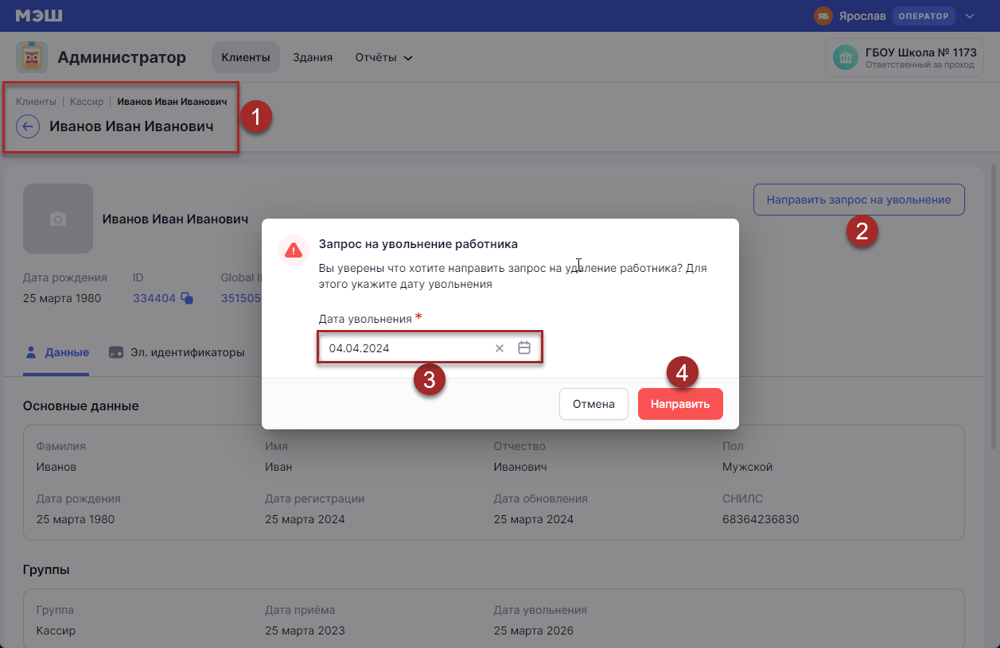 МЭШ
ЯБ Ярослав ОПЕРАТОР
Администратор Клиенты Здания Отчёты
ГБОУ Школа № 1173
Ответственный за проход
Клиенты | Кассир | Иванов Иван Иванович
Иванов Иван Иванович
1
Иванов Иван Иванович
Направить запрос на увольнение
2
Дата рождения ID Global
25 марта 1980 334404 351505
Данные Эл. идентификаторы
Запрос на увольнение работника
Вы уверены что хотите направить запрос на удаление работника? Для
этого укажите дату увольнения
Дата увольнения *
04.04.2024
3
4
Отмена Направить
Основные данные
Фамилия Имя Отчество Пол
Иванов Иван Иванович Мужской
Дата рождения Дата регистрации Дата обновления СНИЛС
25 марта 1980 25 марта 2024 25 марта 2024 68364236830
Группы
Группа Дата приёма Дата увольнения
Кассир 25 марта 2023 25 марта 2026